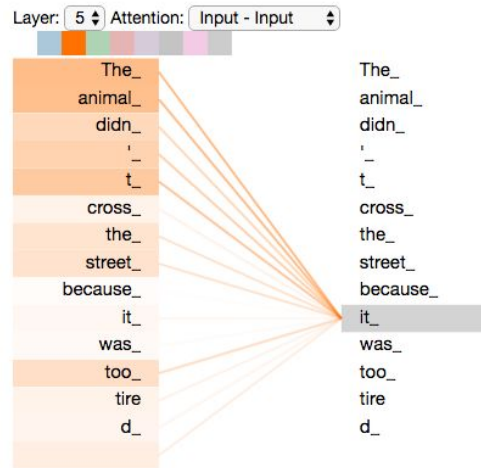 Layer: 5 Attention: Input - Input
The_ The_
animal_ animal_
didn_ didn_
'_ '_
t_ t_
cross_ cross_
the_ the_
street_ street_
because_ because_
it_ it_
was_ was_
too_ too_
tire tire
d_ d_